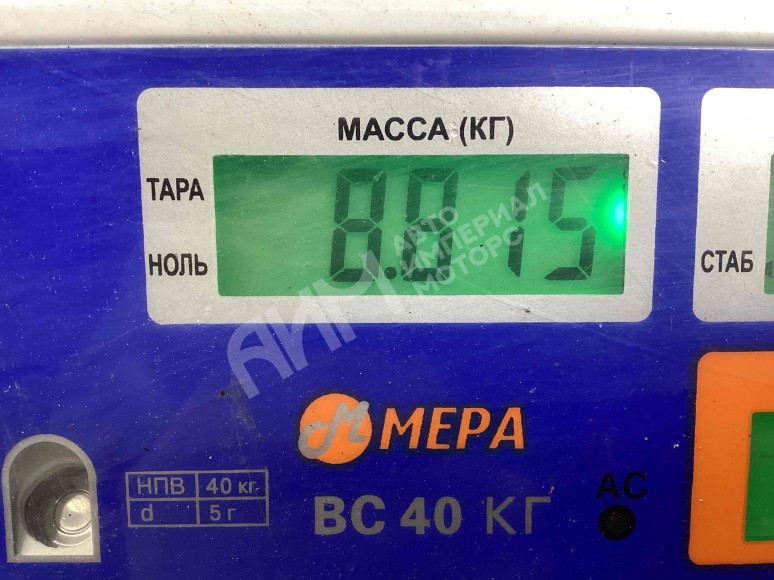 МАССА (КГ)
ТАРА
8.815
НОЛЬ
СТАБ
АИМ АВТО ИМПЕРИАЛ МОТОРС
МЕРА
НПВ 40 кг.
d 5 г
ВС 40 КГ
АС